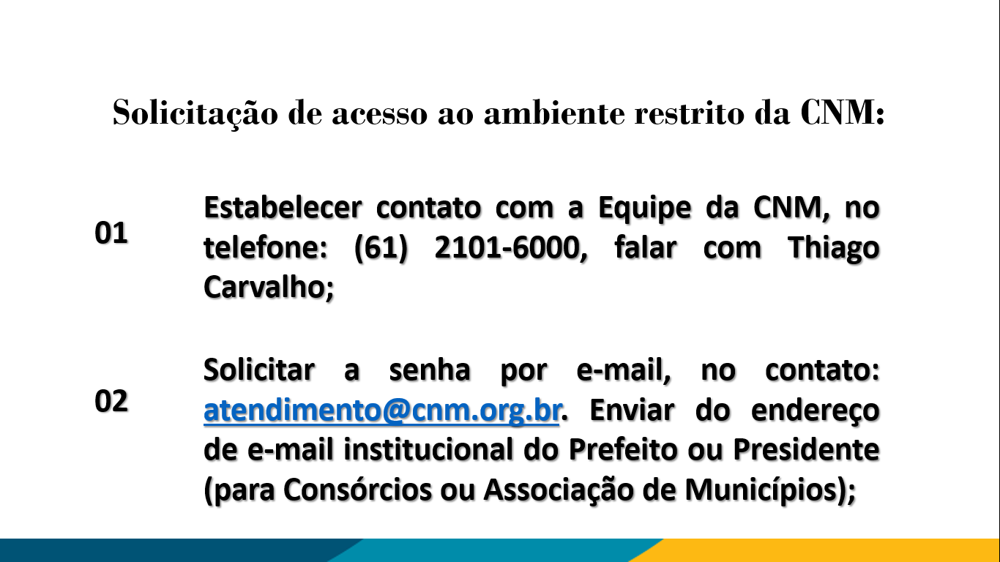 Solicitação de acesso ao ambiente restrito da CNM:
01
Estabelecer contato com a Equipe da CNM, no
telefone: (61) 2101-6000, falar com Thiago
Carvalho;
02
Solicitar a senha por e-mail, no contato:
atendimento@cnm.org.br. Enviar do endereço
de e-mail institucional do Prefeito ou Presidente
(para Consórcios ou Associação de Municípios);